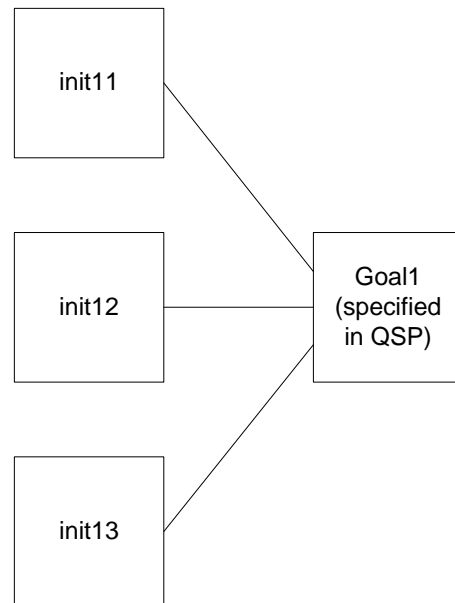 init11
init12
Goal1
(specified
in QSP)
init13